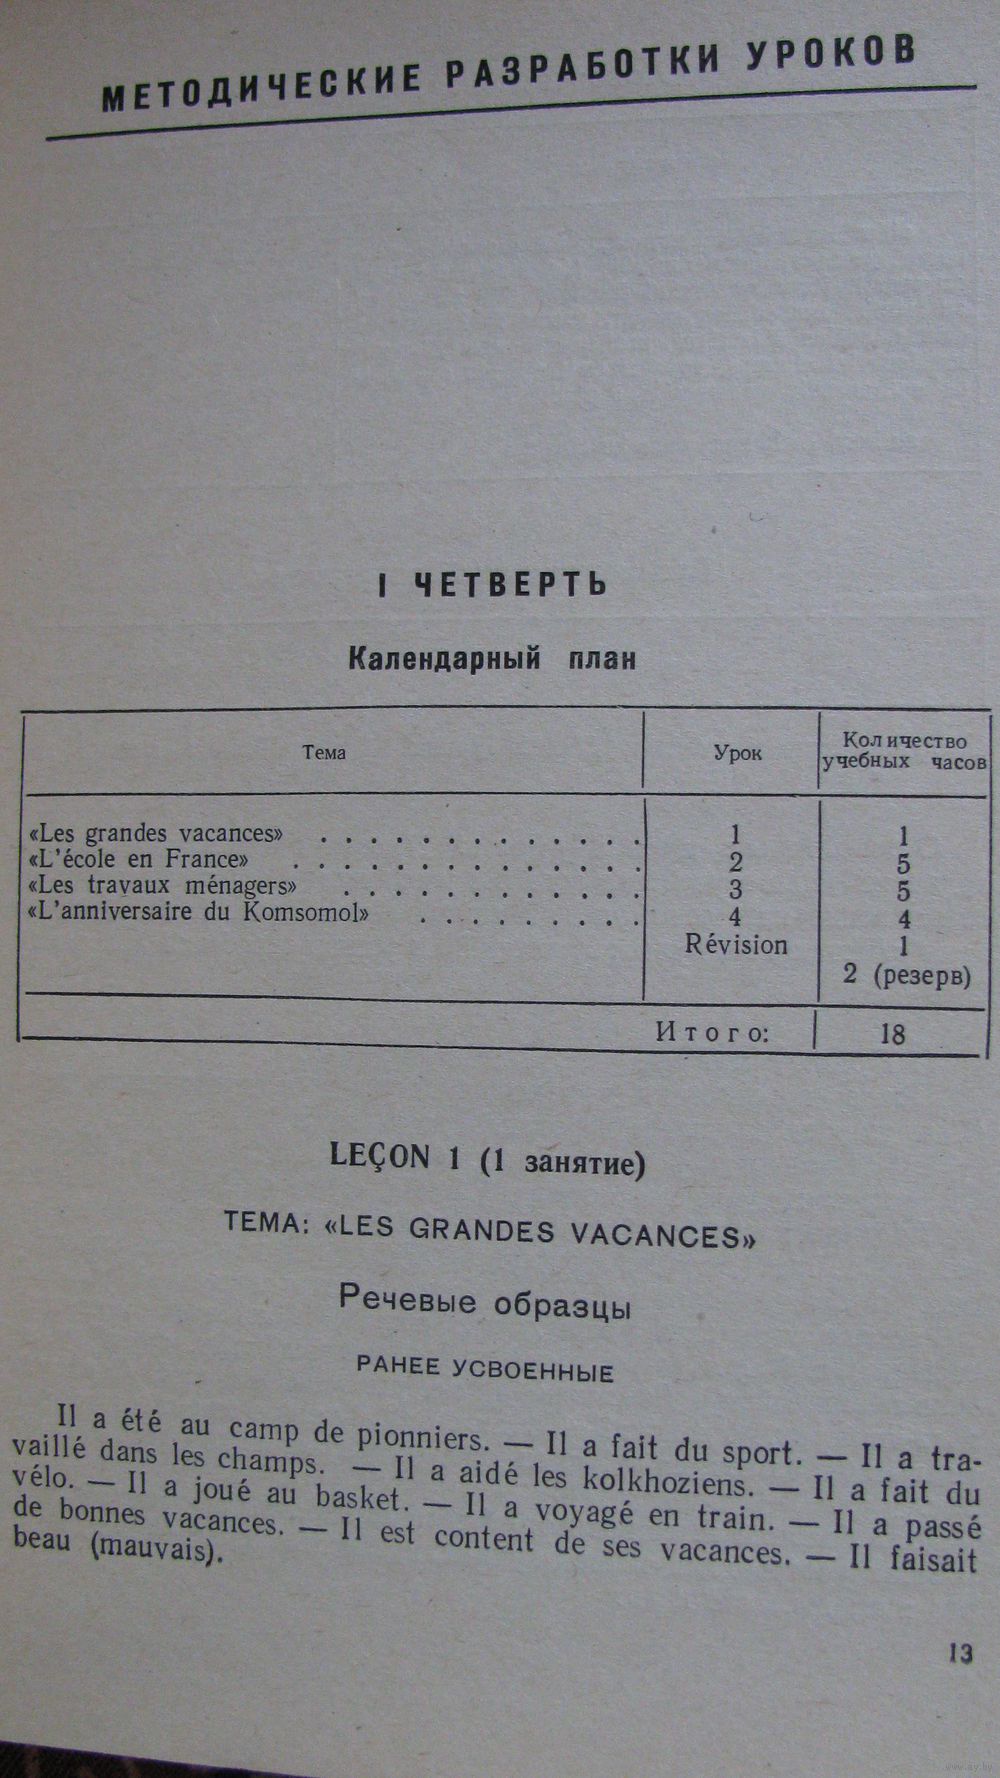 МЕТОДИЧЕСКИЕ РАЗРАБОТКИ УРОКОВ
I ЧЕТВЕРТЬ
Календарный план
Тема Урок Количество учебных часов
«Les grandes vacances» . . . . . . . . . . . . . 1 1
«L'école en France» . . . . . . . . . . . . . . 2 5
«Les travaux ménagers» . . . . . . . . . . . . 3 5
«L'anniversaire du Komsomol» . . . . . . . . . 4 4
Révision 1
2 (резерв)
Итого: 18
LEÇON 1 (1 занятие)
ТЕМА: «LES GRANDES VACANCES»
Речевые образцы
РАНЕЕ УСВОЕННЫЕ
Il a été au camp de pionniers. — Il a fait du sport. — Il a tra-
vaillé dans les champs. — Il a aidé les kolkhoziens. — Il a fait du
vélo. — Il a joué au basket. — Il a voyagé en train. — Il a passé
de bonnes vacances. — Il est content de ses vacances. — Il faisait
beau (mauvais).
13
www.ay.by